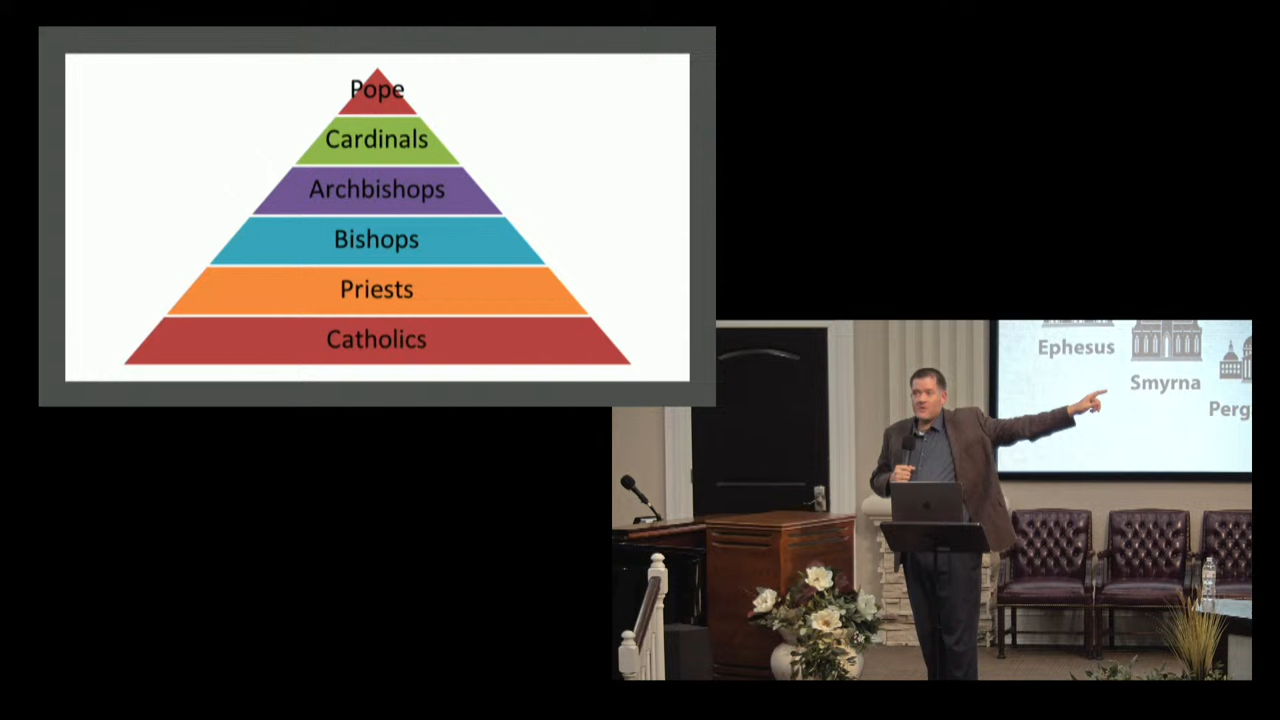 Pope
Cardinals
Archbishops
Bishops
Priests
Catholics
Ephesus
Smyrna